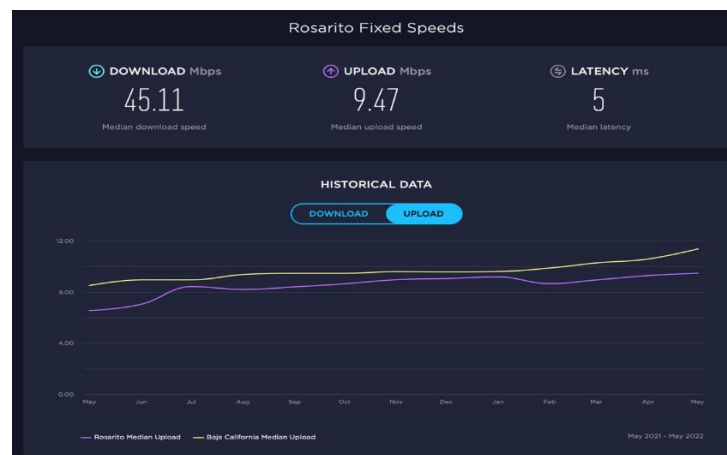 Rosarito Fixed Speeds
DOWNLOAD Mbps
45.11
Median download speed
UPLOAD Mbps
9.47
Median upload speed
LATENCY ms
5
Median latency
HISTORICAL DATA
DOWNLOAD UPLOAD
12.00
8.00
4.00
0.00
May Jun Jul Aug Sep Oct Nov Dec Jan Feb Mar Apr May
Rosarito Median Upload Baja California Median Upload May 2021 - May 2022